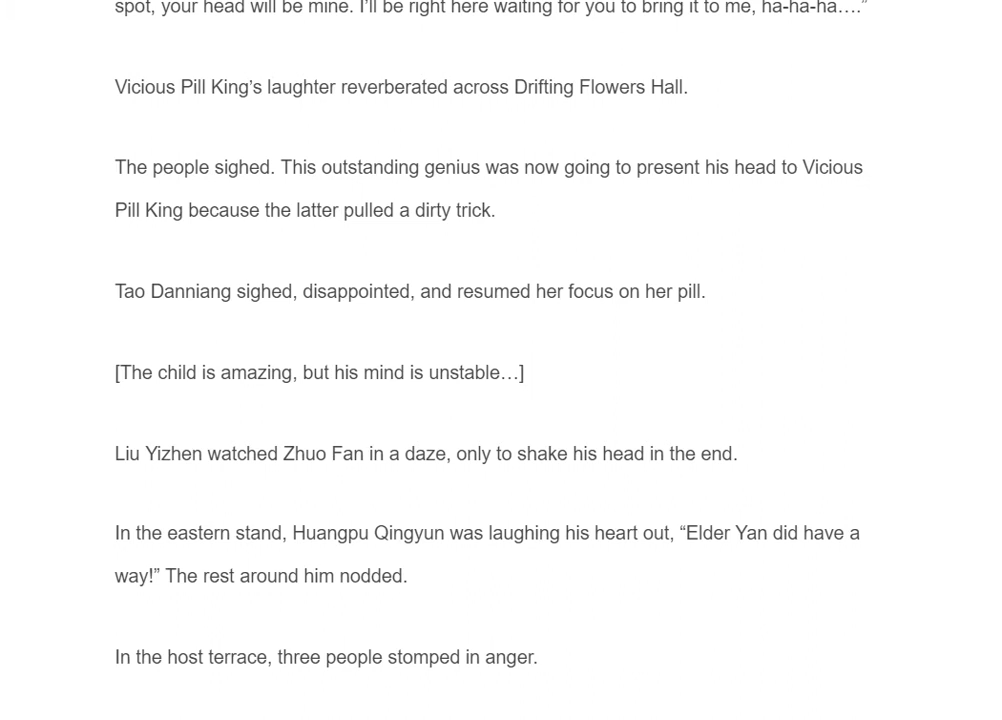 spot, your head will be mine. I’ll be right here waiting for you to bring it to me, ha-ha-ha….”
Vicious Pill King’s laughter reverberated across Drifting Flowers Hall.
The people sighed. This outstanding genius was now going to present his head to Vicious
Pill King because the latter pulled a dirty trick.
Tao Danniang sighed, disappointed, and resumed her focus on her pill.
[The child is amazing, but his mind is unstable…]
Liu Yizhen watched Zhuo Fan in a daze, only to shake his head in the end.
In the eastern stand, Huangpu Qingyun was laughing his heart out, “Elder Yan did have a
way!” The rest around him nodded.
In the host terrace, three people stomped in anger.